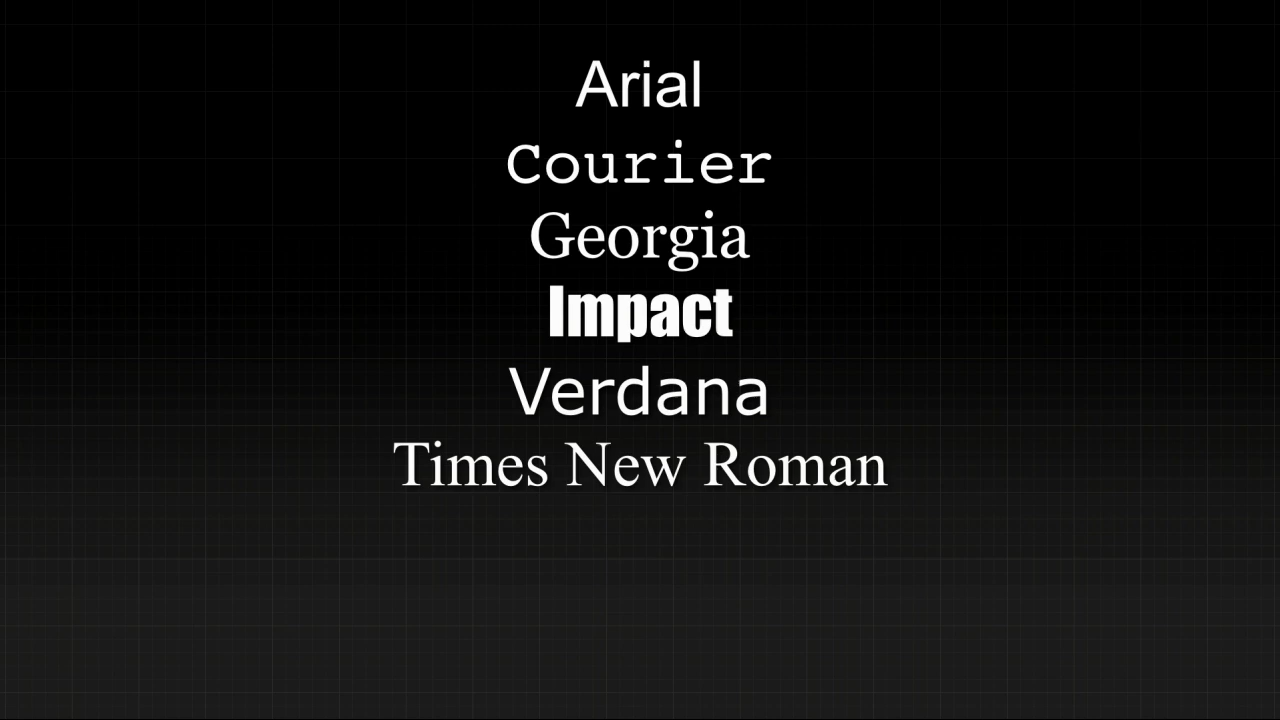 Arial
Courier
Georgia
Impact
Verdana
Times New Roman